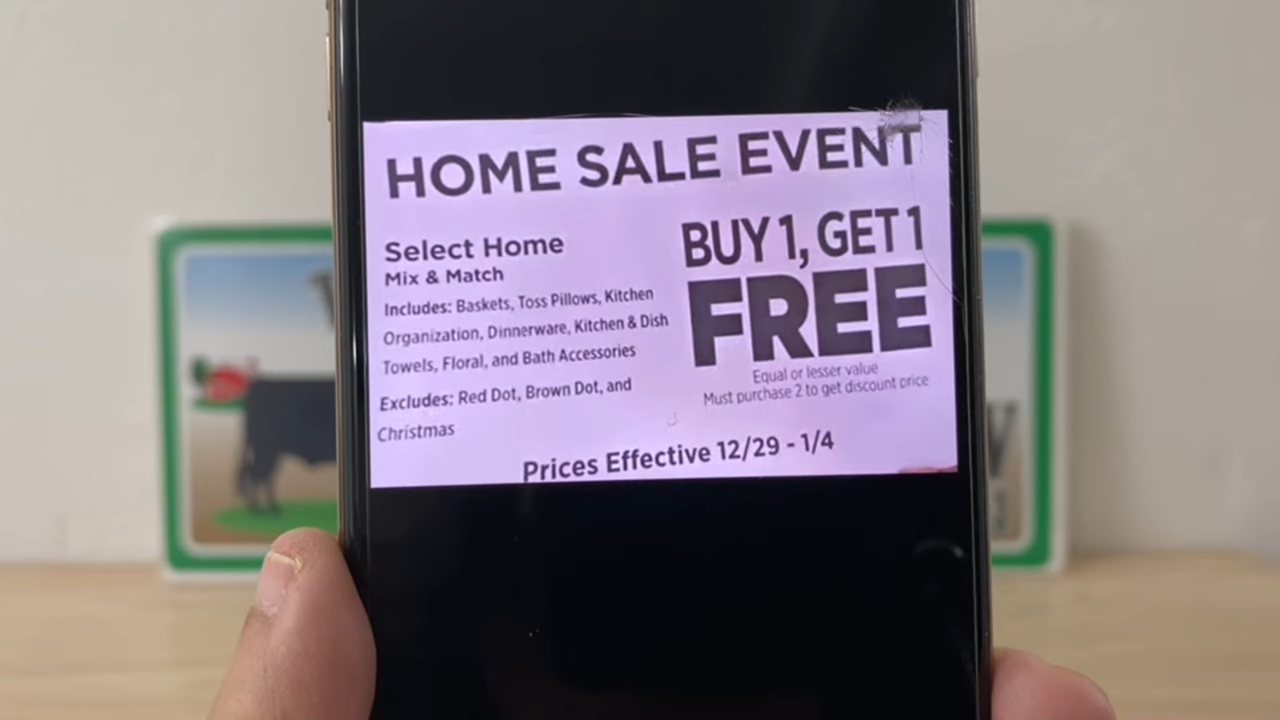 HOME SALE EVENT
Select Home
Mix & Match
Includes: Baskets, Toss Pillows, Kitchen
Organization, Dinnerware, Kitchen & Dish
Towels, Floral, and Bath Accessories
Excludes: Red Dot, Brown Dot, and
Christmas
BUY 1, GET 1
FREE
Equal or lesser value
Must purchase 2 to get discount price
Prices Effective 12/29 - 1/4